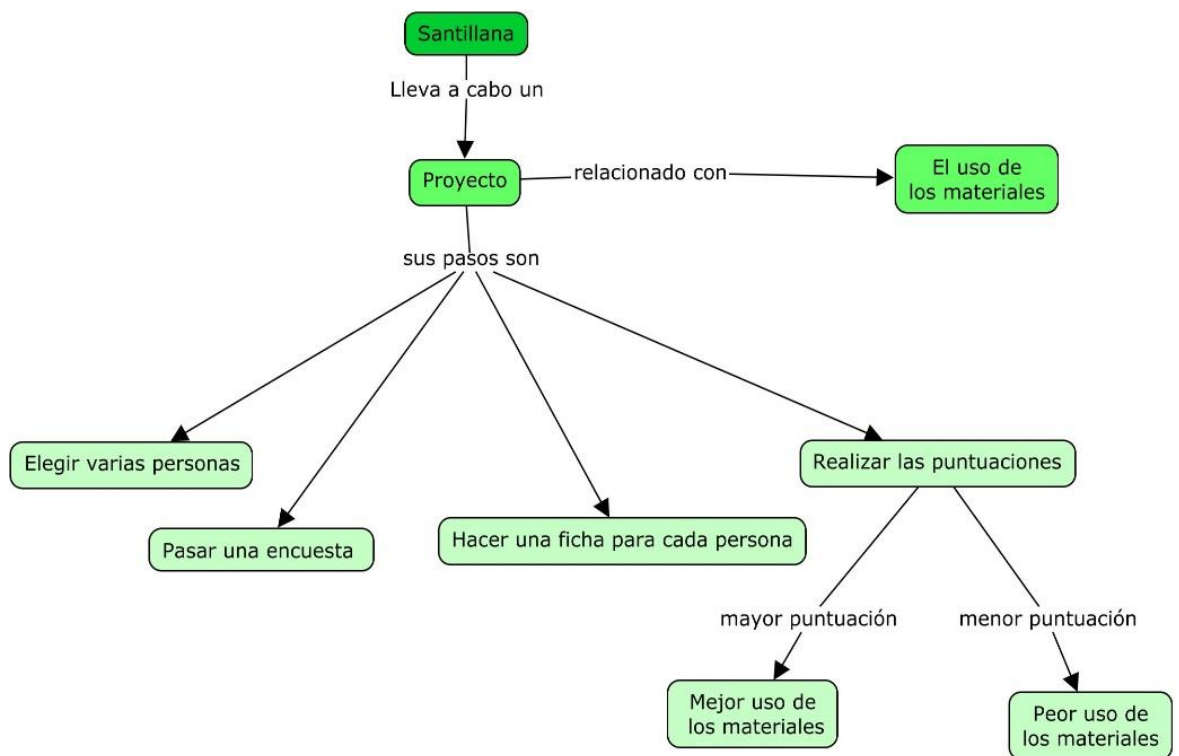 Santillana
Lleva a cabo un
Proyecto
relacionado con
El uso de
los materiales
sus pasos son
Elegir varias personas
Pasar una encuesta
Hacer una ficha para cada persona
Realizar las puntuaciones
mayor puntuación
menor puntuación
Mejor uso de
los materiales
Peor uso de
los materiales